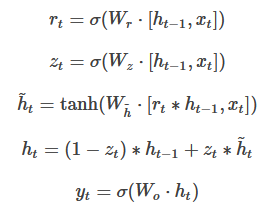 r_t = σ(W_r · [h_{t−1}, x_t])
z_t = σ(W_z · [h_{t−1}, x_t])
h̃_t = tanh(W_{h̃} · [r_t * h_{t−1}, x_t])
h_t = (1 − z_t) * h_{t−1} + z_t * h̃_t
y_t = σ(W_o · h_t)